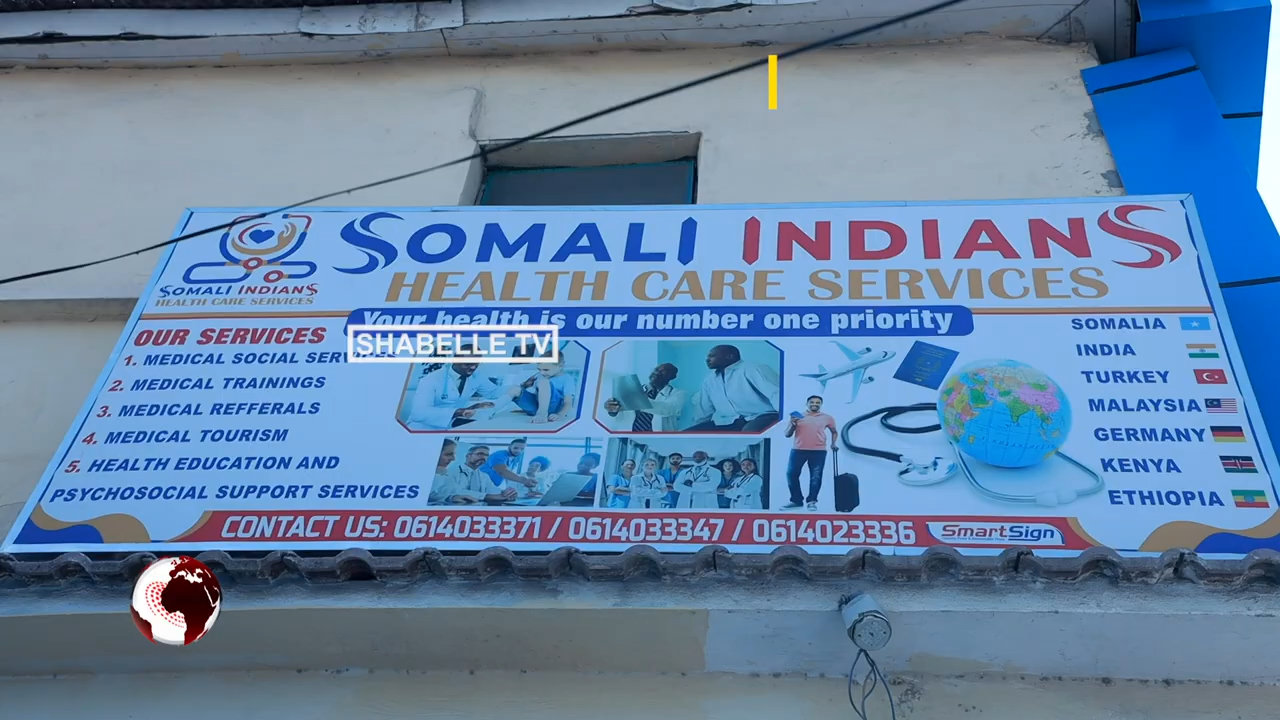 SOMALI INDIANS
HEALTH CARE SERVICES
SOMALI INDIANS
HEALTH CARE SERVICES
Your health is our number one priority
SHABELLE TV
OUR SERVICES
1. MEDICAL SOCIAL SERVICES
2. MEDICAL TRAININGS
3. MEDICAL REFFERALS
4. MEDICAL TOURISM
5. HEALTH EDUCATION AND
PSYCHOSOCIAL SUPPORT SERVICES
SOMALIA
INDIA
TURKEY
MALAYSIA
GERMANY
KENYA
ETHIOPIA
CONTACT US: 0614033371 / 0614033347 / 0614023336
SmartSign